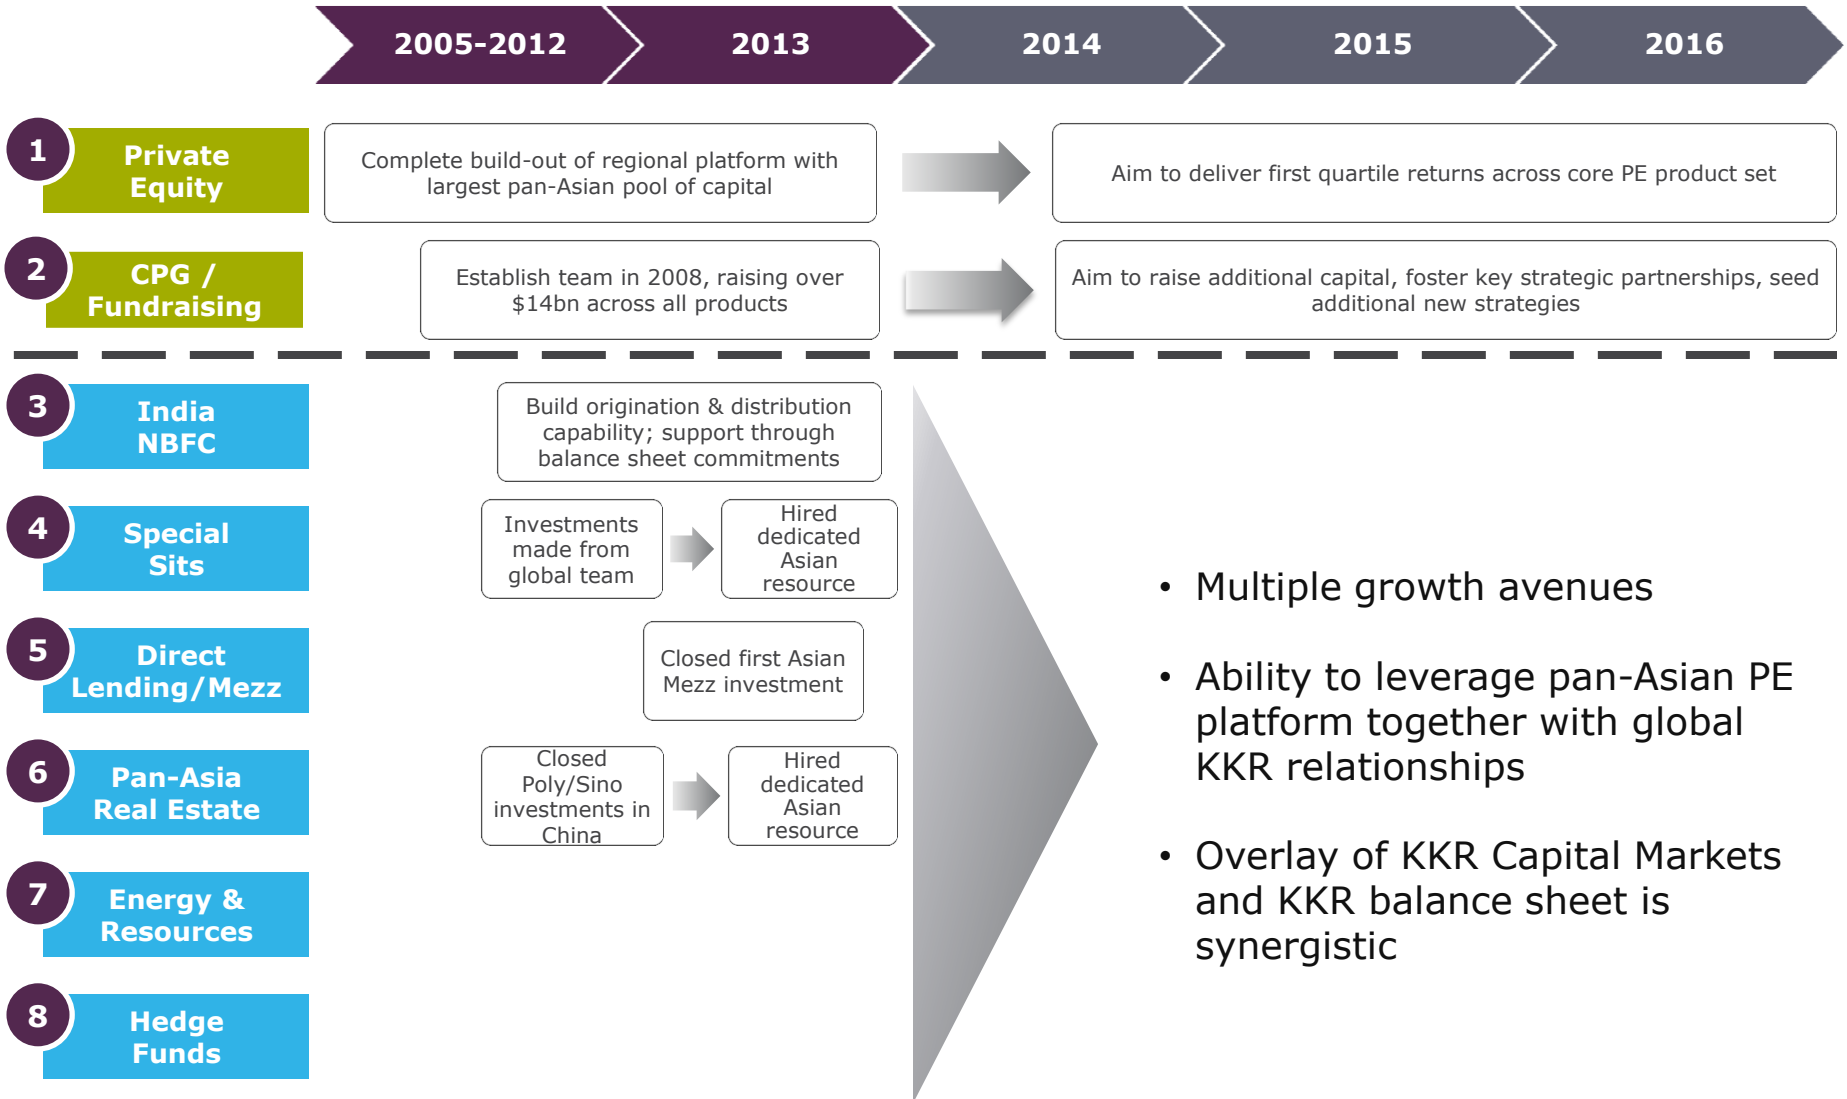 2005-2012
2013
2014
2015
2016
1
Private
Equity
Complete build-out of regional platform with
largest pan-Asian pool of capital
Aim to deliver first quartile returns across core PE product set
2
CPG /
Fundraising
Establish team in 2008, raising over
$14bn across all products
Aim to raise additional capital, foster key strategic partnerships, seed
additional new strategies
3
India
NBFC
Build origination & distribution
capability; support through
balance sheet commitments
4
Special
Sits
Investments
made from
global team
Hired
dedicated
Asian
resource
5
Direct
Lending/Mezz
Closed first Asian
Mezz investment
6
Pan-Asia
Real Estate
Closed
Poly/Sino
investments in
China
Hired
dedicated
Asian
resource
7
Energy &
Resources
8
Hedge
Funds
• Multiple growth avenues
• Ability to leverage pan-Asian PE
platform together with global
KKR relationships
• Overlay of KKR Capital Markets
and KKR balance sheet is
synergistic